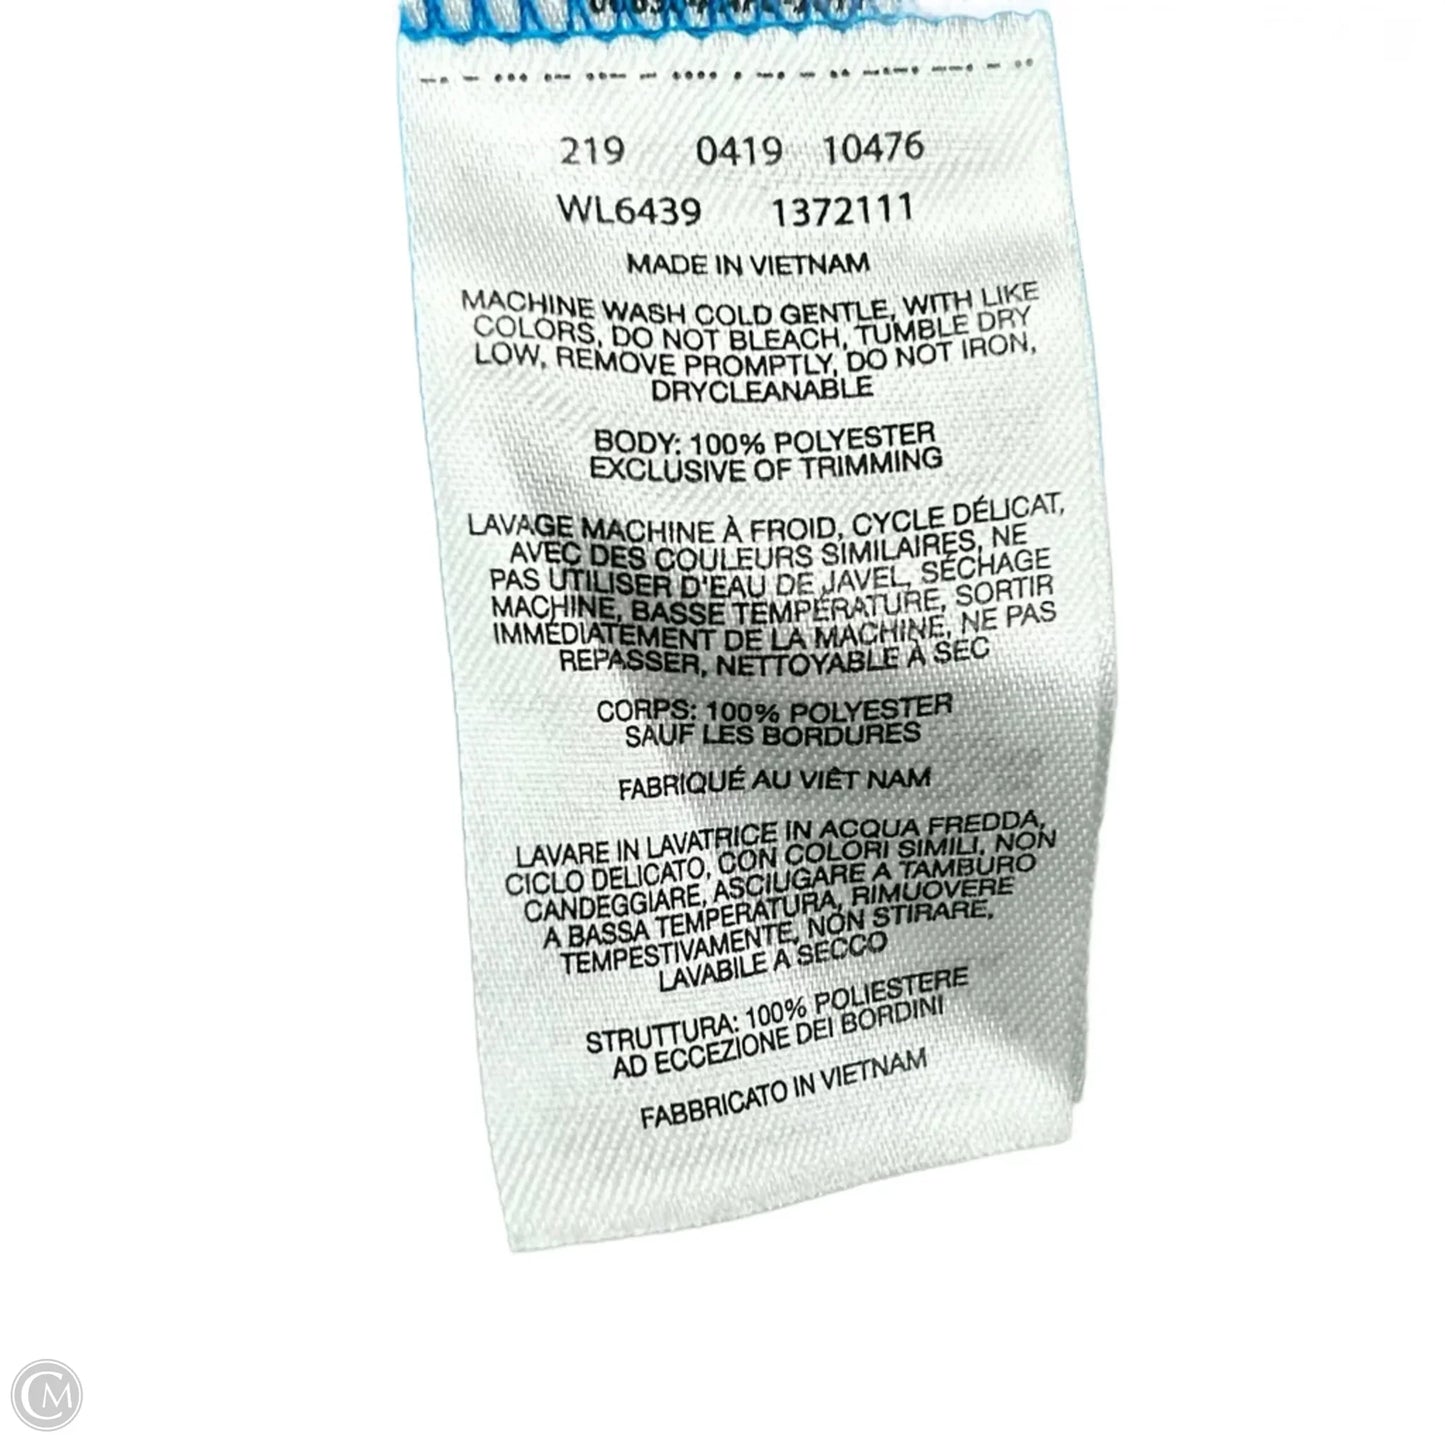 219 0419 10476
WL6439 1372111
MADE IN VIETNAM
MACHINE WASH COLD GENTLE, WITH LIKE
COLORS, DO NOT BLEACH, TUMBLE DRY
LOW, REMOVE PROMPTLY, DO NOT IRON,
DRYCLEANABLE
BODY: 100% POLYESTER
EXCLUSIVE OF TRIMMING
LAVAGE MACHINE À FROID, CYCLE DÉLICAT,
AVEC DES COULEURS SIMILAIRES, NE
PAS UTILISER D'EAU DE JAVEL, SÉCHAGE
MACHINE, BASSE TEMPÉRATURE, SORTIR
IMMÉDIATEMENT DE LA MACHINE, NE PAS
REPASSER, NETTOYABLE À SEC
CORPS: 100% POLYESTER
SAUF LES BORDURES
FABRIQUÉ AU VIÊT NAM
LAVARE IN LAVATRICE IN ACQUA FREDDA,
CICLO DELICATO, CON COLORI SIMILI, NON
CANDEGGIARE, ASCIUGARE A TAMBURO
A BASSA TEMPERATURA, RIMUOVERE
TEMPESTIVAMENTE, NON STIRARE,
LAVABILE A SECCO
STRUTTURA: 100% POLIESTERE
AD ECCEZIONE DEI BORDINI
FABBRICATO IN VIETNAM
CM